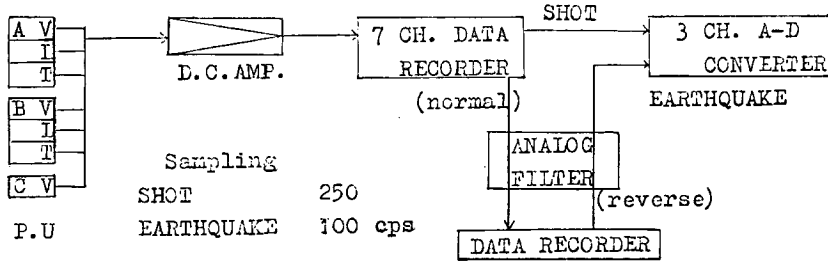 A V
I
T
B V
L
T
C V
P.U
D.C.AMP.
7 CH. DATA
RECORDER
(normal)
SHOT
3 CH. A-D
CONVERTER
EARTHQUAKE
ANALOG
FILTER
(reverse)
DATA RECORDER
Sampling
SHOT 250
EARTHQUAKE 100 cps